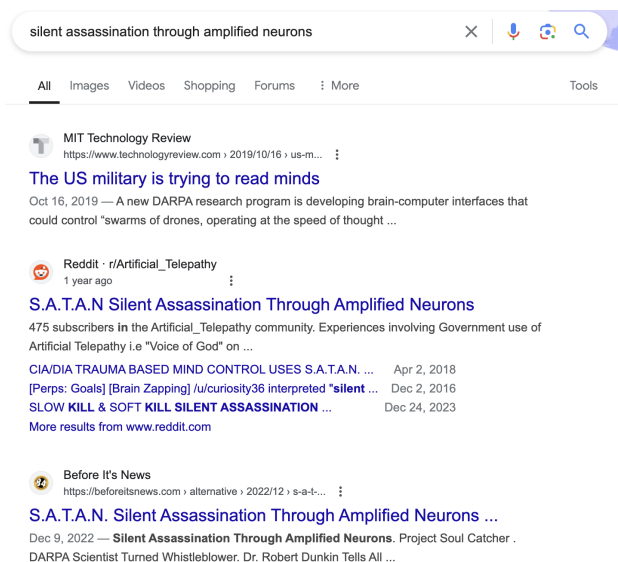 silent assassination through amplified neurons
All Images Videos Shopping Forums More Tools
MIT Technology Review
https://www.technologyreview.com › 2019/10/16 › us-m...
The US military is trying to read minds
Oct 16, 2019 — A new DARPA research program is developing brain-computer interfaces that
could control “swarms of drones, operating at the speed of thought ...
Reddit · r/Artificial_Telepathy
1 year ago
S.A.T.A.N Silent Assassination Through Amplified Neurons
475 subscribers in the Artificial_Telepathy community. Experiences involving Government use of
Artificial Telepathy i.e "Voice of God" on ...
CIA/DIA TRAUMA BASED MIND CONTROL USES S.A.T.A.N. ... Apr 2, 2018
[Perps: Goals] [Brain Zapping] /u/curiosity36 interpreted "silent ... Dec 2, 2016
SLOW KILL & SOFT KILL SILENT ASSASSINATION ... Dec 24, 2023
More results from www.reddit.com
Before It's News
https://beforeitsnews.com › alternative › 2022/12 › s-a-t-...
S.A.T.A.N. Silent Assassination Through Amplified Neurons ...
Dec 9, 2022 — Silent Assassination Through Amplified Neurons. Project Soul Catcher .
DARPA Scientist Turned Whistleblower. Dr. Robert Dunkin Tells All ...